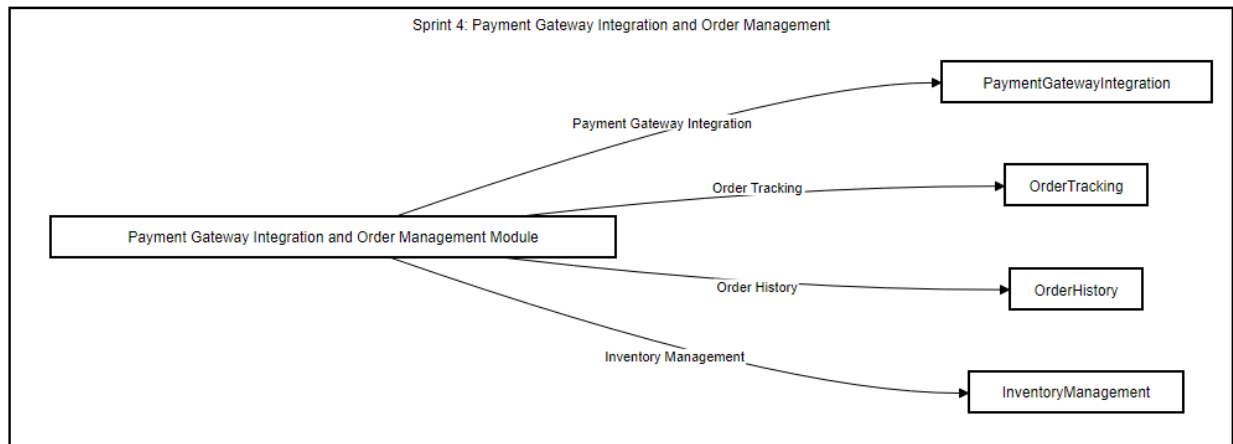 Sprint 4: Payment Gateway Integration and Order Management
PaymentGatewayIntegration
Payment Gateway Integration
Order Tracking
OrderTracking
Payment Gateway Integration and Order Management Module
Order History
OrderHistory
Inventory Management
InventoryManagement